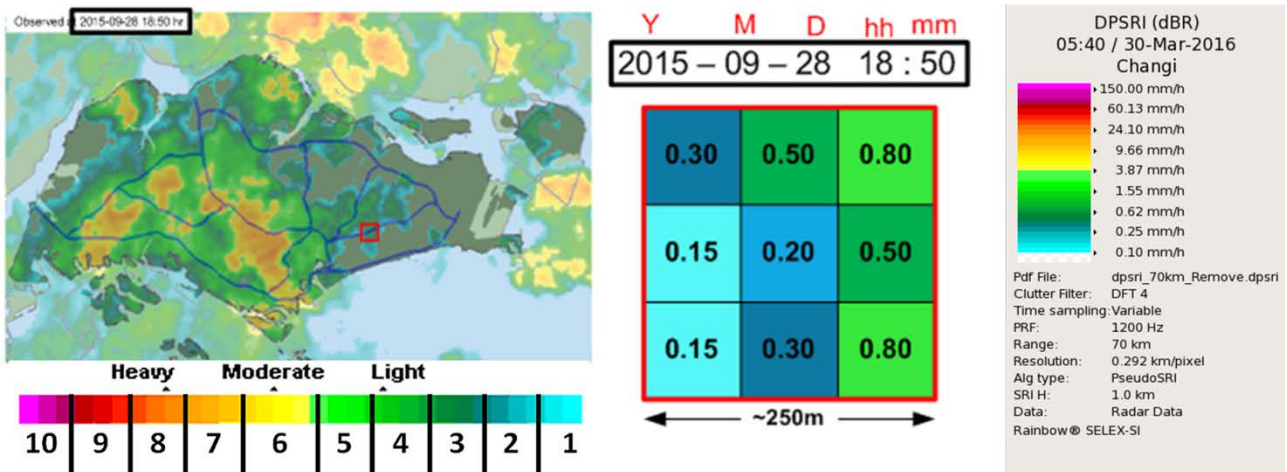 Observed at 2015-09-28 18:50 hr
Heavy Moderate Light
10 9 8 7 6 5 4 3 2 1
Y M D hh mm
2015 – 09 – 28 18 : 50
0.30 0.50 0.80
0.15 0.20 0.50
0.15 0.30 0.80
~250m
DPSRI (dBR)
05:40 / 30-Mar-2016
Changi
150.00 mm/h
60.13 mm/h
24.10 mm/h
9.66 mm/h
3.87 mm/h
1.55 mm/h
0.62 mm/h
0.25 mm/h
0.10 mm/h
Pdf File: dpsri_70km_Remove.dpsri
Clutter Filter: DFT 4
Time sampling: Variable
PRF: 1200 Hz
Range: 70 km
Resolution: 0.292 km/pixel
Alg type: PseudoSRI
SRI H: 1.0 km
Data: Radar Data
Rainbow® SELEX-SI